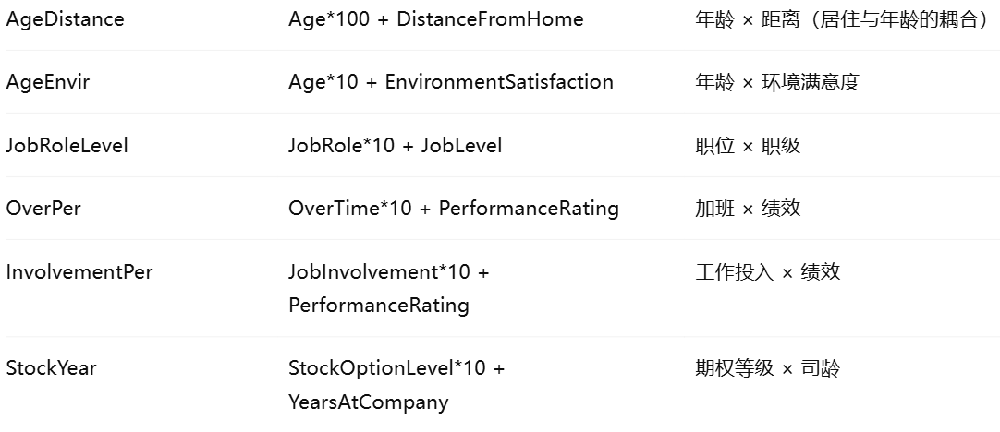 AgeDistance Age*100 + DistanceFromHome 年龄 × 距离（居住与年龄的耦合）
AgeEnvir Age*10 + EnvironmentSatisfaction 年龄 × 环境满意度
JobRoleLevel JobRole*10 + JobLevel 职位 × 职级
OverPer OverTime*10 + PerformanceRating 加班 × 绩效
InvolvementPer JobInvolvement*10 + 工作投入 × 绩效
PerformanceRating
StockYear StockOptionLevel*10 + 期权等级 × 司龄
YearsAtCompany